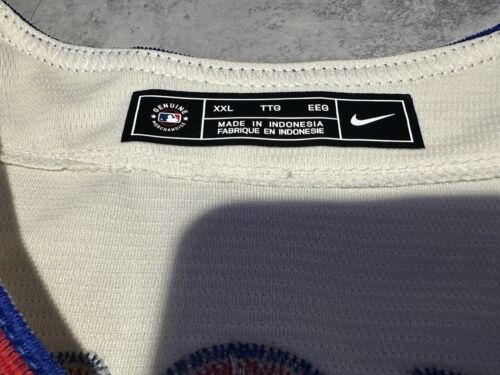 GENUINE
MERCHANDISE
XXL TTG EEG
MADE IN INDONESIA
FABRIQUE EN INDONESIE